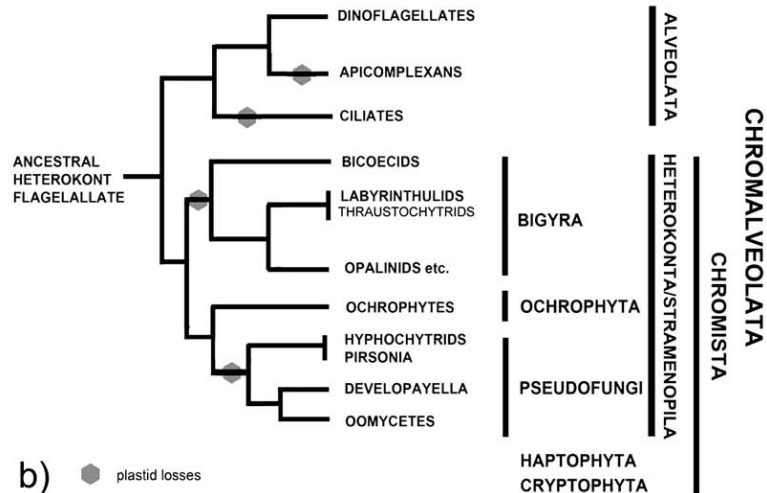 DINOFLAGELLATES
APICOMPLEXANS
CILIATES
ALVEOLATA
ANCESTRAL
HETEROKONT
FLAGELALLATE
BICOECIDS
LABYRINTHULIDS
THRAUSTOCHYTRIDS
OPALINIDS etc.
BIGYRA
OCHROPHYTES
OCHROPHYTA
HYPHOCHYTRIDS
PIRSONIA
DEVELOPAYELLA
OOMYCETES
PSEUDOFUNGI
HETEROKONTA/STRAMENOPILA
CHROMISTA
CHROMALVEOLATA
HAPTOPHYTA
CRYPTOPHYTA
b)
plastid losses